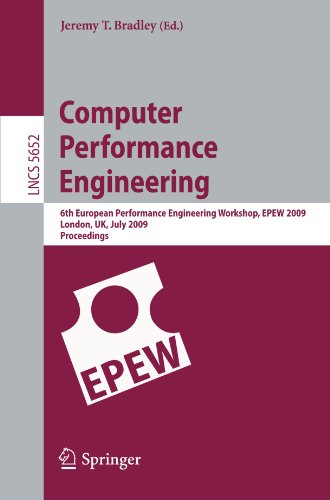 Jeremy T. Bradley (Ed.)
LNCS 5652
Computer
Performance
Engineering
6th European Performance Engineering Workshop, EPEW 2009
London, UK, July 2009
Proceedings
EPEW
Springer